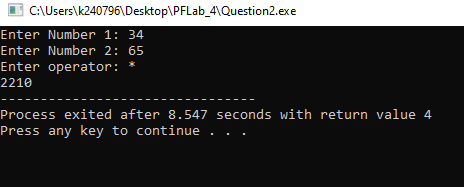 C:\Users\k240796\Desktop\PFLab_4\Question2.exe
Enter Number 1: 34
Enter Number 2: 65
Enter operator: *
2210
--------------------------------
Process exited after 8.547 seconds with return value 4
Press any key to continue . . .